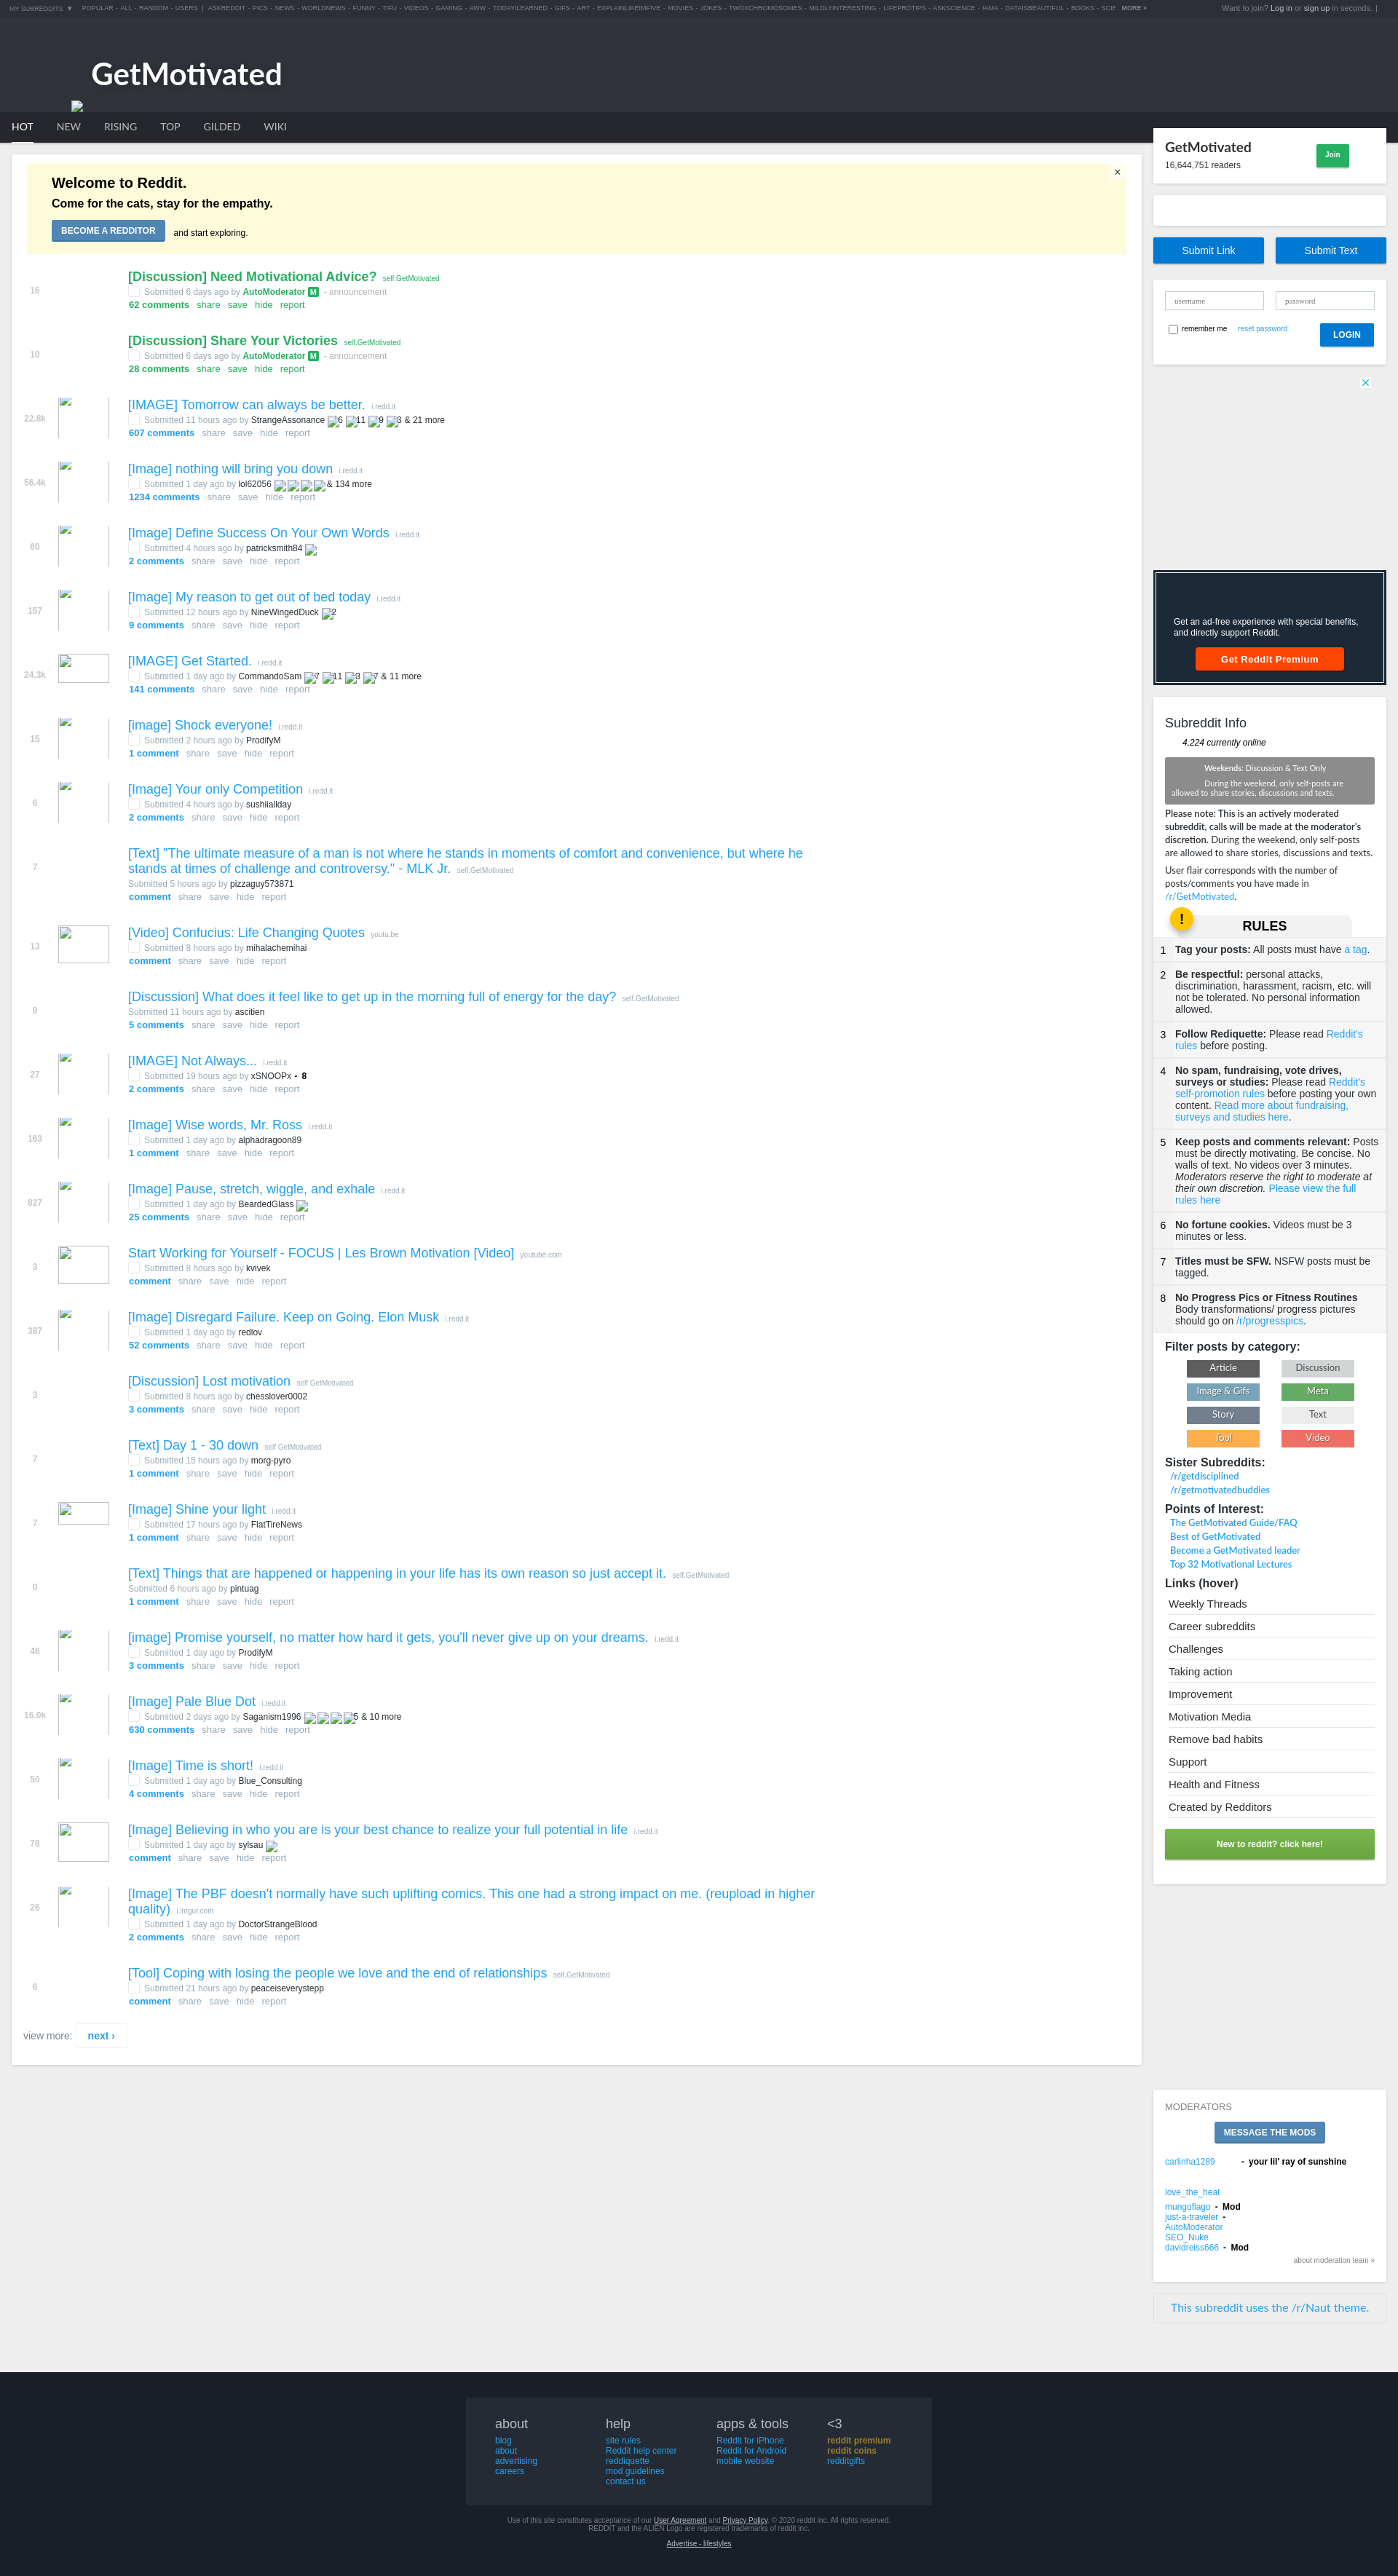 MY SUBREDDITS ▼ POPULAR - ALL - RANDOM - USERS | ASKREDDIT - PICS - NEWS - WORLDNEWS - FUNNY - TIFU - VIDEOS - GAMING - AWW - TODAYILEARNED - GIFS - ART - EXPLAINLIKEIMFIVE - MOVIES - JOKES - TWOXCHROMOSOMES - MILDLYINTERESTING - LIFEPROTIPS - ASKSCIENCE - IAMA - DATAISBEAUTIFUL - BOOKS - SCIE MORE »
Want to join? Log in or sign up in seconds. |
GetMotivated
HOT NEW RISING TOP GILDED WIKI
Welcome to Reddit.
×
Come for the cats, stay for the empathy.
BECOME A REDDITOR and start exploring.
[Discussion] Need Motivational Advice? self.GetMotivated
16
Submitted 6 days ago by AutoModerator M - announcement
62 comments share save hide report
[Discussion] Share Your Victories self.GetMotivated
10
Submitted 6 days ago by AutoModerator M - announcement
28 comments share save hide report
[IMAGE] Tomorrow can always be better. i.redd.it
22.8k
Submitted 11 hours ago by StrangeAssonance 6 11 9 3 & 21 more
607 comments share save hide report
[Image] nothing will bring you down i.redd.it
56.4k
Submitted 1 day ago by lol62056 & 134 more
1234 comments share save hide report
[Image] Define Success On Your Own Words i.redd.it
60
Submitted 4 hours ago by patricksmith84
2 comments share save hide report
[Image] My reason to get out of bed today i.redd.it
157
Submitted 12 hours ago by NineWingedDuck 2
9 comments share save hide report
[IMAGE] Get Started. i.redd.it
24.3k
Submitted 1 day ago by CommandoSam 7 11 3 7 & 11 more
141 comments share save hide report
[image] Shock everyone! i.redd.it
15
Submitted 2 hours ago by ProdifyM
1 comment share save hide report
[Image] Your only Competition i.redd.it
6
Submitted 4 hours ago by sushiiallday
2 comments share save hide report
[Text] "The ultimate measure of a man is not where he stands in moments of comfort and convenience, but where he
stands at times of challenge and controversy." - MLK Jr. self.GetMotivated
7
Submitted 5 hours ago by pizzaguy573871
comment share save hide report
[Video] Confucius: Life Changing Quotes youtu.be
13
Submitted 8 hours ago by mihalachemihai
comment share save hide report
[Discussion] What does it feel like to get up in the morning full of energy for the day? self.GetMotivated
9
Submitted 11 hours ago by ascitien
5 comments share save hide report
[IMAGE] Not Always... i.redd.it
27
Submitted 19 hours ago by xSNOOPx - 8
2 comments share save hide report
[Image] Wise words, Mr. Ross i.redd.it
163
Submitted 1 day ago by alphadragoon89
1 comment share save hide report
[Image] Pause, stretch, wiggle, and exhale i.redd.it
827
Submitted 1 day ago by BeardedGlass
25 comments share save hide report
Start Working for Yourself - FOCUS | Les Brown Motivation [Video] youtube.com
3
Submitted 8 hours ago by kvivek
comment share save hide report
[Image] Disregard Failure. Keep on Going. Elon Musk i.redd.it
387
Submitted 1 day ago by redlov
52 comments share save hide report
[Discussion] Lost motivation self.GetMotivated
3
Submitted 8 hours ago by chesslover0002
3 comments share save hide report
[Text] Day 1 - 30 down self.GetMotivated
7
Submitted 15 hours ago by morg-pyro
1 comment share save hide report
[Image] Shine your light i.redd.it
7
Submitted 17 hours ago by FlatTireNews
1 comment share save hide report
[Text] Things that are happened or happening in your life has its own reason so just accept it. self.GetMotivated
0
Submitted 6 hours ago by pintuag
1 comment share save hide report
[image] Promise yourself, no matter how hard it gets, you'll never give up on your dreams. i.redd.it
46
Submitted 1 day ago by ProdifyM
3 comments share save hide report
[Image] Pale Blue Dot i.redd.it
16.0k
Submitted 2 days ago by Saganism1996 5 & 10 more
630 comments share save hide report
[Image] Time is short! i.redd.it
50
Submitted 1 day ago by Blue_Consulting
4 comments share save hide report
[Image] Believing in who you are is your best chance to realize your full potential in life i.redd.it
78
Submitted 1 day ago by sylsau
comment share save hide report
[Image] The PBF doesn't normally have such uplifting comics. This one had a strong impact on me. (reupload in higher
quality) i.imgur.com
26
Submitted 1 day ago by DoctorStrangeBlood
2 comments share save hide report
[Tool] Coping with losing the people we love and the end of relationships self.GetMotivated
6
Submitted 21 hours ago by peaceiseverystepp
comment share save hide report
view more: next ›
GetMotivated
16,644,751 readers
Join
Submit Link Submit Text
username password
remember me reset password LOGIN
×
Get an ad-free experience with special benefits,
and directly support Reddit.
Get Reddit Premium
Subreddit Info
4,224 currently online
Weekends: Discussion & Text Only
During the weekend, only self-posts are
allowed to share stories, discussions and texts.
Please note: This is an actively moderated
subreddit, calls will be made at the moderator's
discretion. During the weekend, only self-posts
are allowed to share stories, discussions and texts.
User flair corresponds with the number of
posts/comments you have made in
/r/GetMotivated.
! RULES
1 Tag your posts: All posts must have a tag.
2 Be respectful: personal attacks,
discrimination, harassment, racism, etc. will
not be tolerated. No personal information
allowed.
3 Follow Rediquette: Please read Reddit's
rules before posting.
4 No spam, fundraising, vote drives,
surveys or studies: Please read Reddit's
self-promotion rules before posting your own
content. Read more about fundraising,
surveys and studies here.
5 Keep posts and comments relevant: Posts
must be directly motivating. Be concise. No
walls of text. No videos over 3 minutes.
Moderators reserve the right to moderate at
their own discretion. Please view the full
rules here
6 No fortune cookies. Videos must be 3
minutes or less.
7 Titles must be SFW. NSFW posts must be
tagged.
8 No Progress Pics or Fitness Routines
Body transformations/ progress pictures
should go on /r/progresspics.
Filter posts by category:
Article Discussion
Image & Gifs Meta
Story Text
Tool Video
Sister Subreddits:
/r/getdisciplined
/r/getmotivatedbuddies
Points of Interest:
The GetMotivated Guide/FAQ
Best of GetMotivated
Become a GetMotivated leader
Top 32 Motivational Lectures
Links (hover)
Weekly Threads
Career subreddits
Challenges
Taking action
Improvement
Motivation Media
Remove bad habits
Support
Health and Fitness
Created by Redditors
New to reddit? click here!
MODERATORS
MESSAGE THE MODS
carlinha1289 - your lil' ray of sunshine
love_the_heat
mungoflago - Mod
just-a-traveler -
AutoModerator
SEO_Nuke
davidreiss666 - Mod
about moderation team »
This subreddit uses the /r/Naut theme.
about
blog
about
advertising
careers
help
site rules
Reddit help center
reddiquette
mod guidelines
contact us
apps & tools
Reddit for iPhone
Reddit for Android
mobile website
<3
reddit premium
reddit coins
redditgifts
Use of this site constitutes acceptance of our User Agreement and Privacy Policy. © 2020 reddit inc. All rights reserved.
REDDIT and the ALIEN Logo are registered trademarks of reddit inc.
Advertise - lifestyles